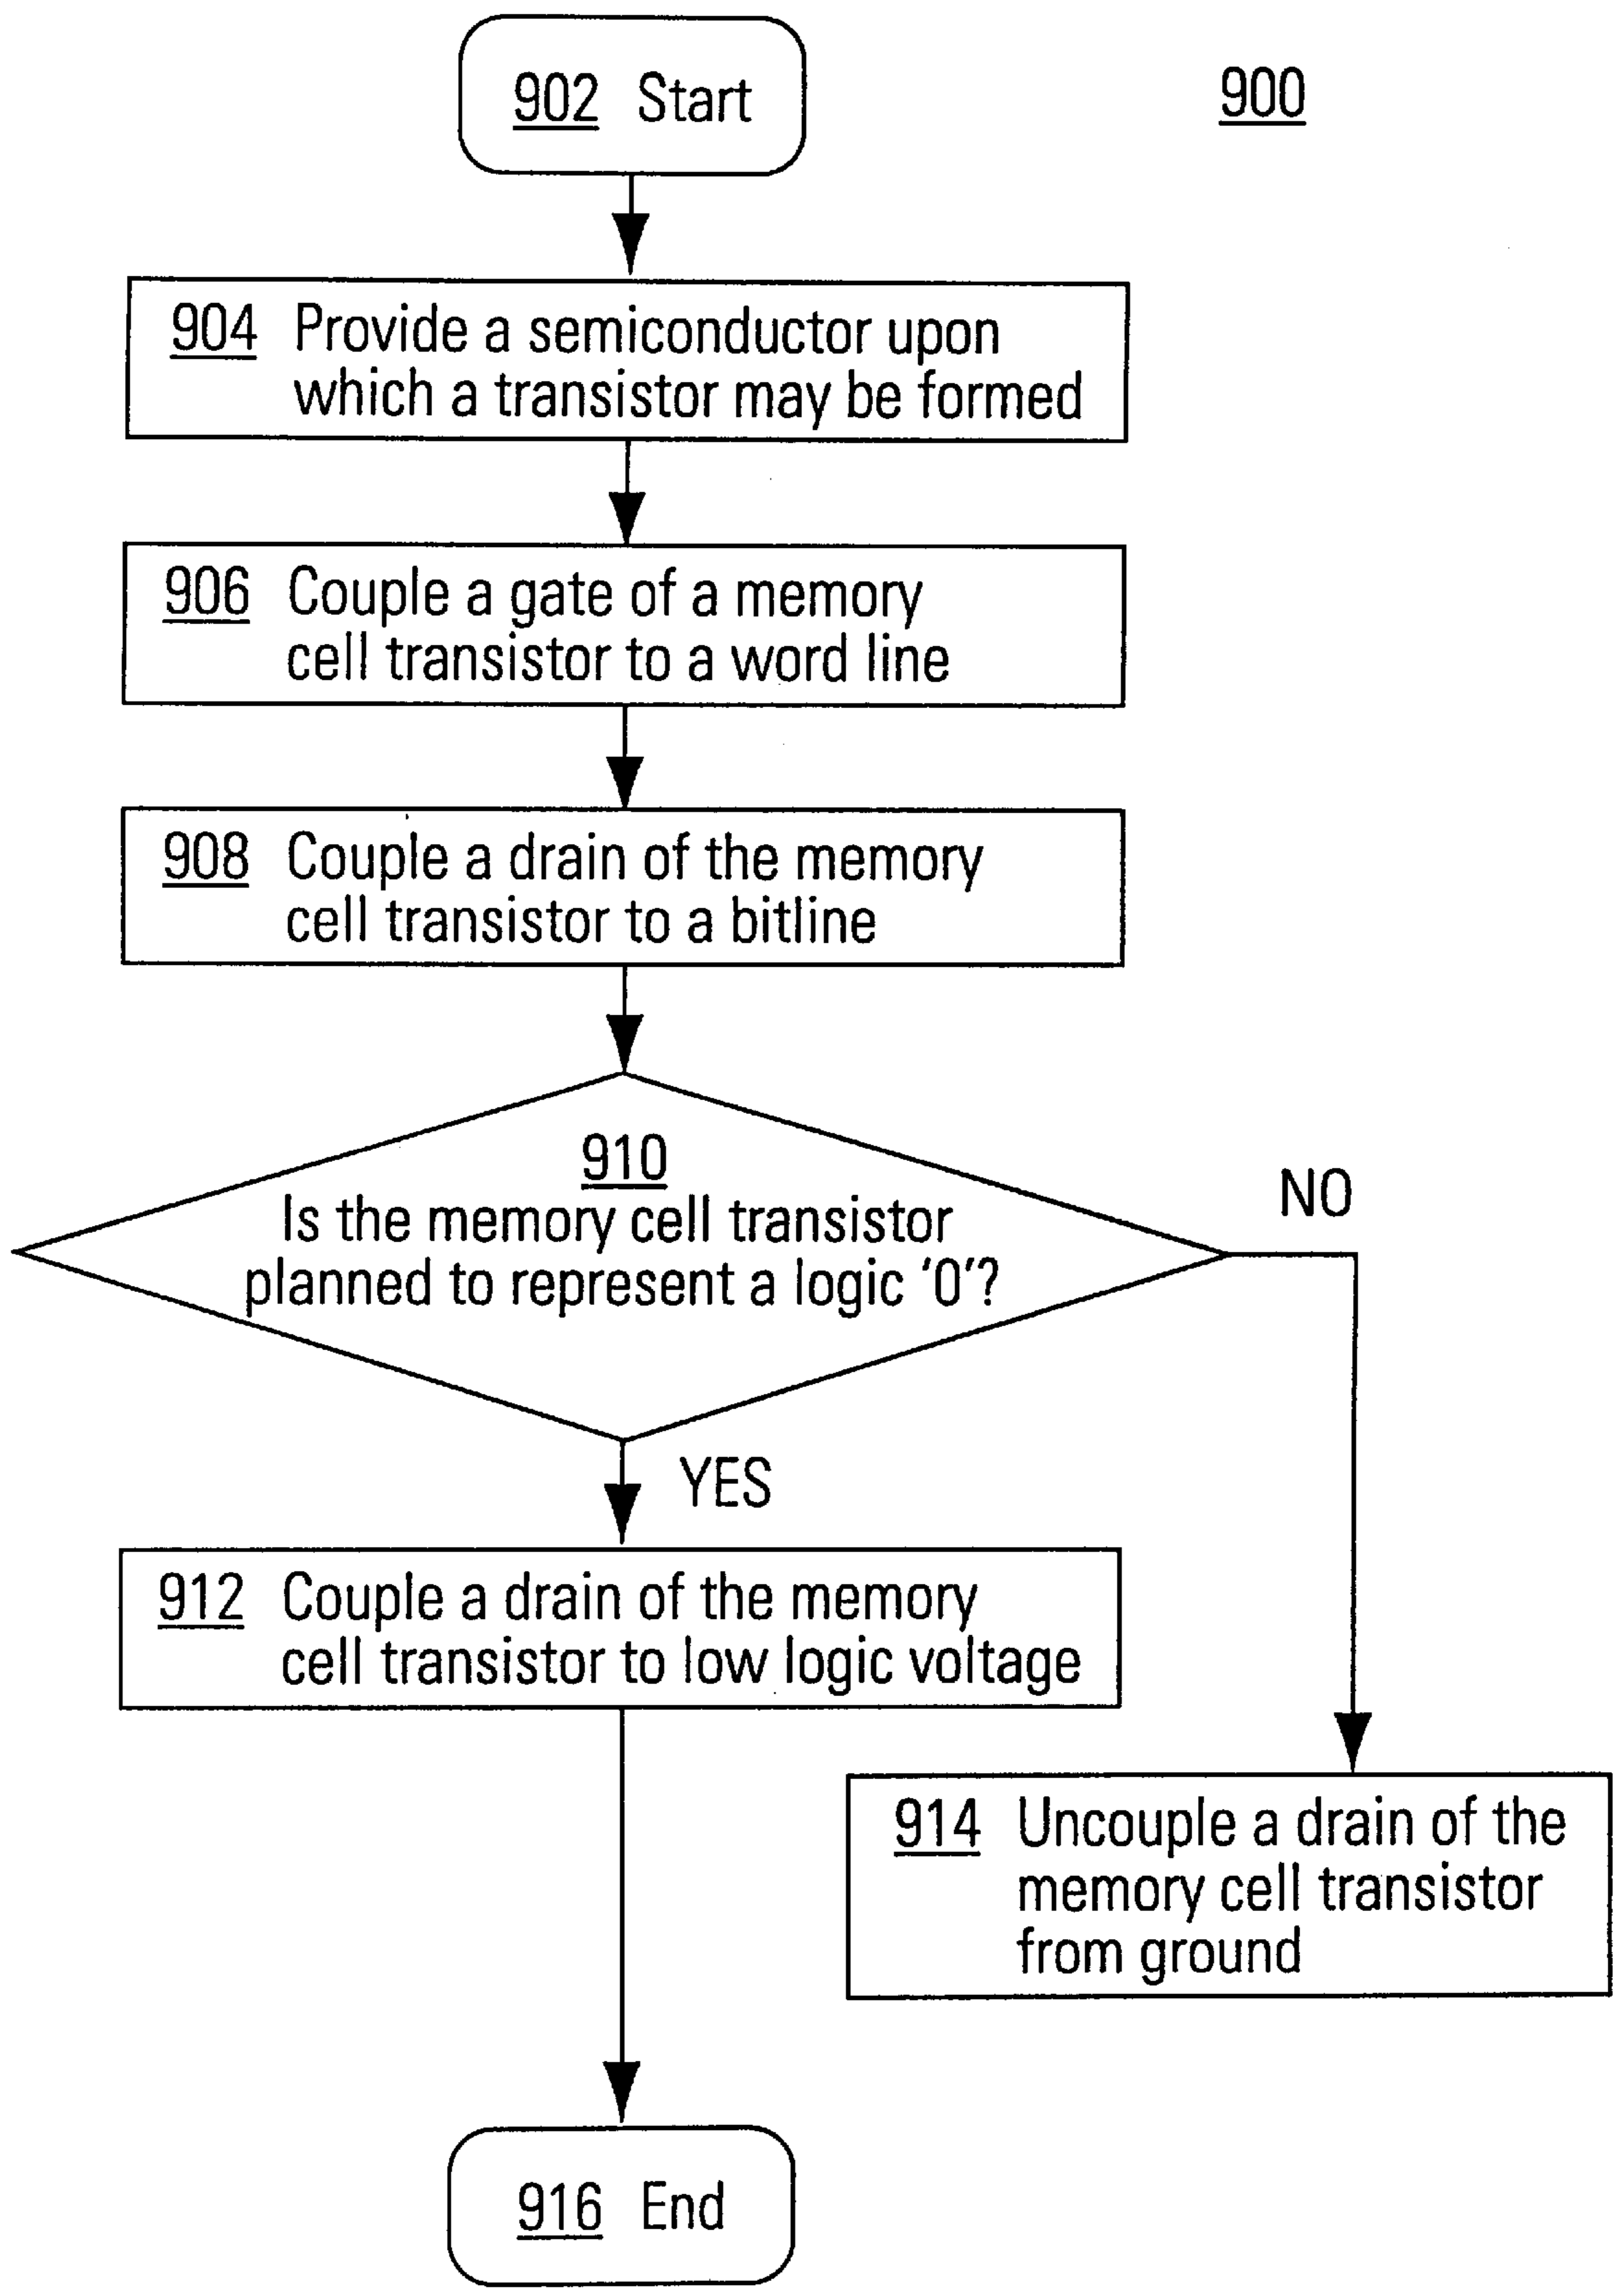 902 Start
900
904 Provide a semiconductor upon
which a transistor may be formed
906 Couple a gate of a memory
cell transistor to a word line
908 Couple a drain of the memory
cell transistor to a bitline
910
Is the memory cell transistor
planned to represent a logic '0'?
NO
YES
912 Couple a drain of the memory
cell transistor to low logic voltage
914 Uncouple a drain of the
memory cell transistor
from ground
916 End